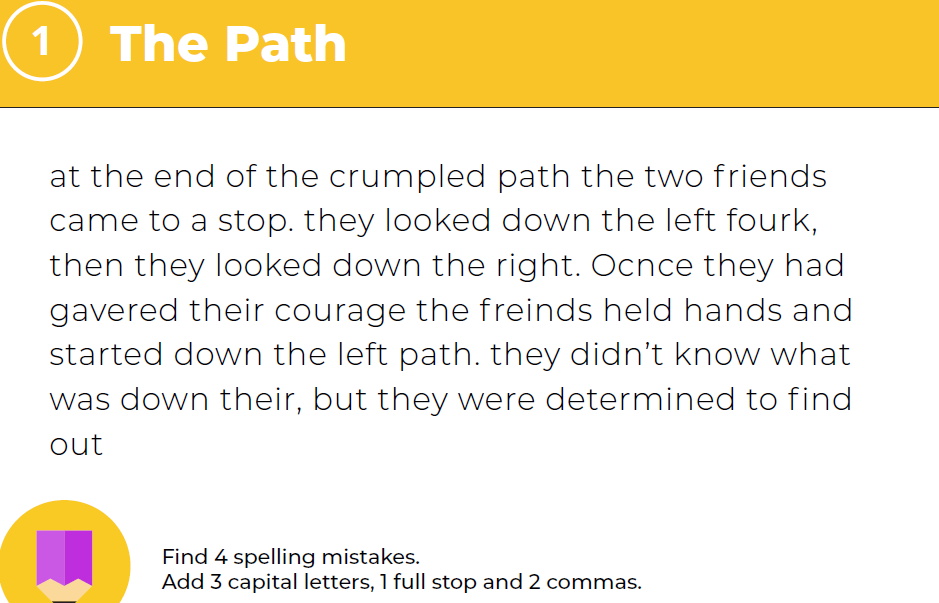 1 The Path
at the end of the crumpled path the two friends
came to a stop. they looked down the left fourk,
then they looked down the right. Ocnce they had
gavered their courage the freinds held hands and
started down the left path. they didn’t know what
was down their, but they were determined to find
out
Find 4 spelling mistakes.
Add 3 capital letters, 1 full stop and 2 commas.